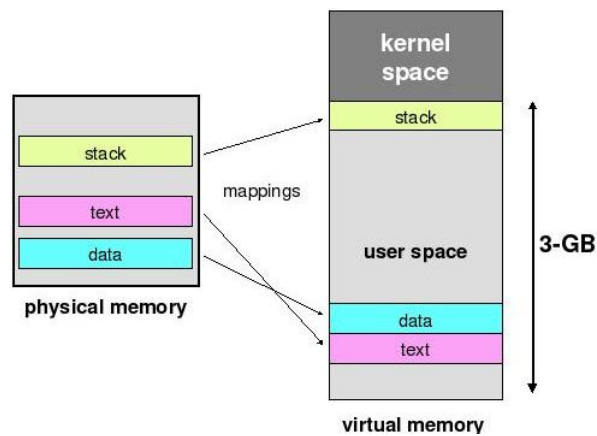 kernel
space
stack
stack
mappings
text
data
user space
3-GB
data
text
physical memory
virtual memory